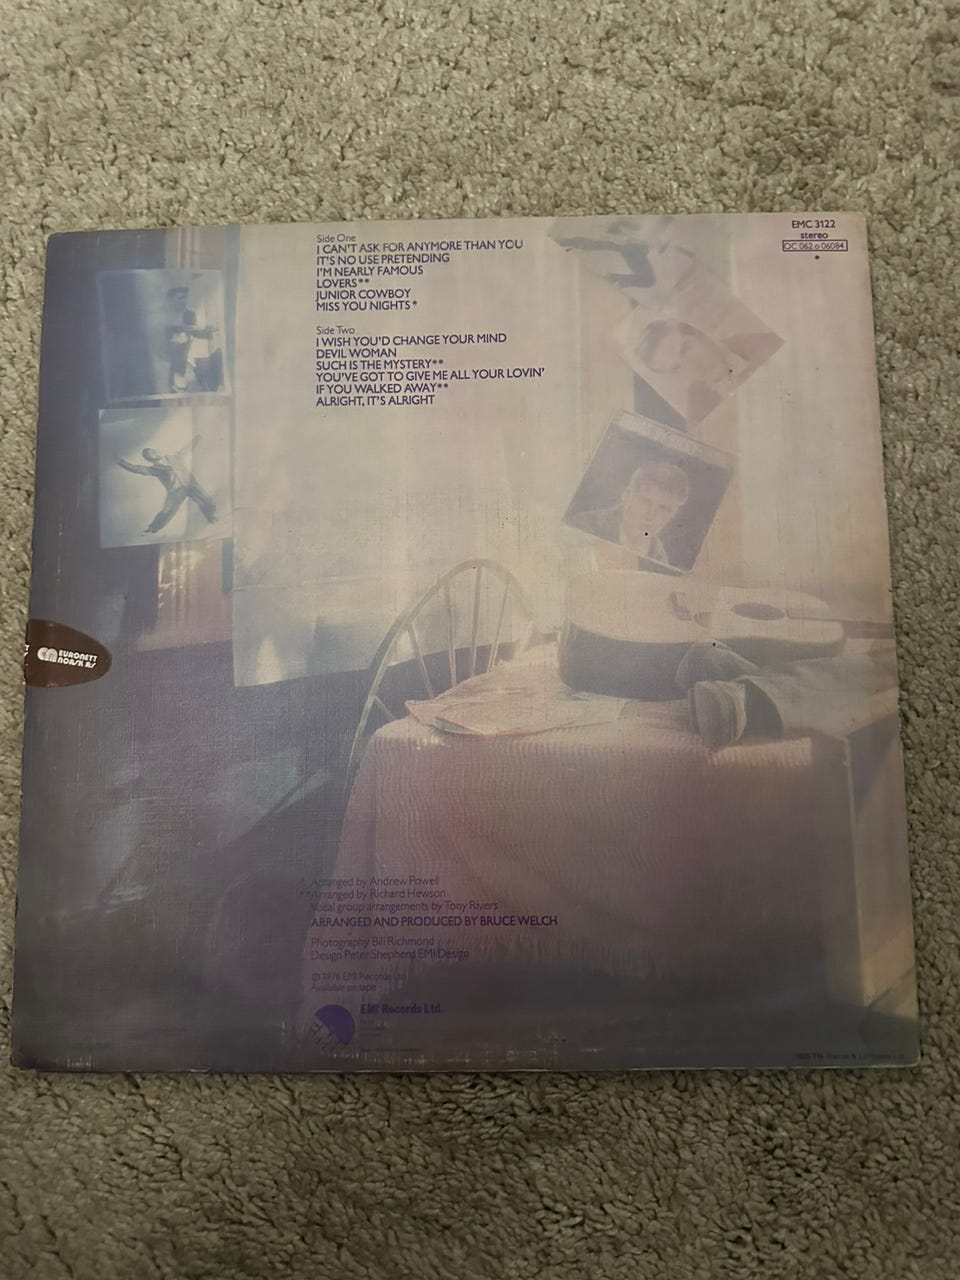 EMC 3122
stereo
OC 062 o 06084
Side One
I CAN'T ASK FOR ANYMORE THAN YOU
IT'S NO USE PRETENDING
I'M NEARLY FAMOUS
LOVERS**
JUNIOR COWBOY
MISS YOU NIGHTS*
Side Two
I WISH YOU'D CHANGE YOUR MIND
DEVIL WOMAN
SUCH IS THE MYSTERY**
YOU'VE GOT TO GIVE ME ALL YOUR LOVIN'
IF YOU WALKED AWAY**
ALRIGHT, IT'S ALRIGHT
EURONETT
NORSK AS
* Arranged by Andrew Powell
**Arranged by Richard Hewson
Vocal group arrangements by Tony Rivers
ARRANGED AND PRODUCED BY BRUCE WELCH
Photography Bill Richmond
Design Peter Shepherd EMI Design
℗ 1976 EMI Records Ltd
Available on tape
EMI Records Ltd.